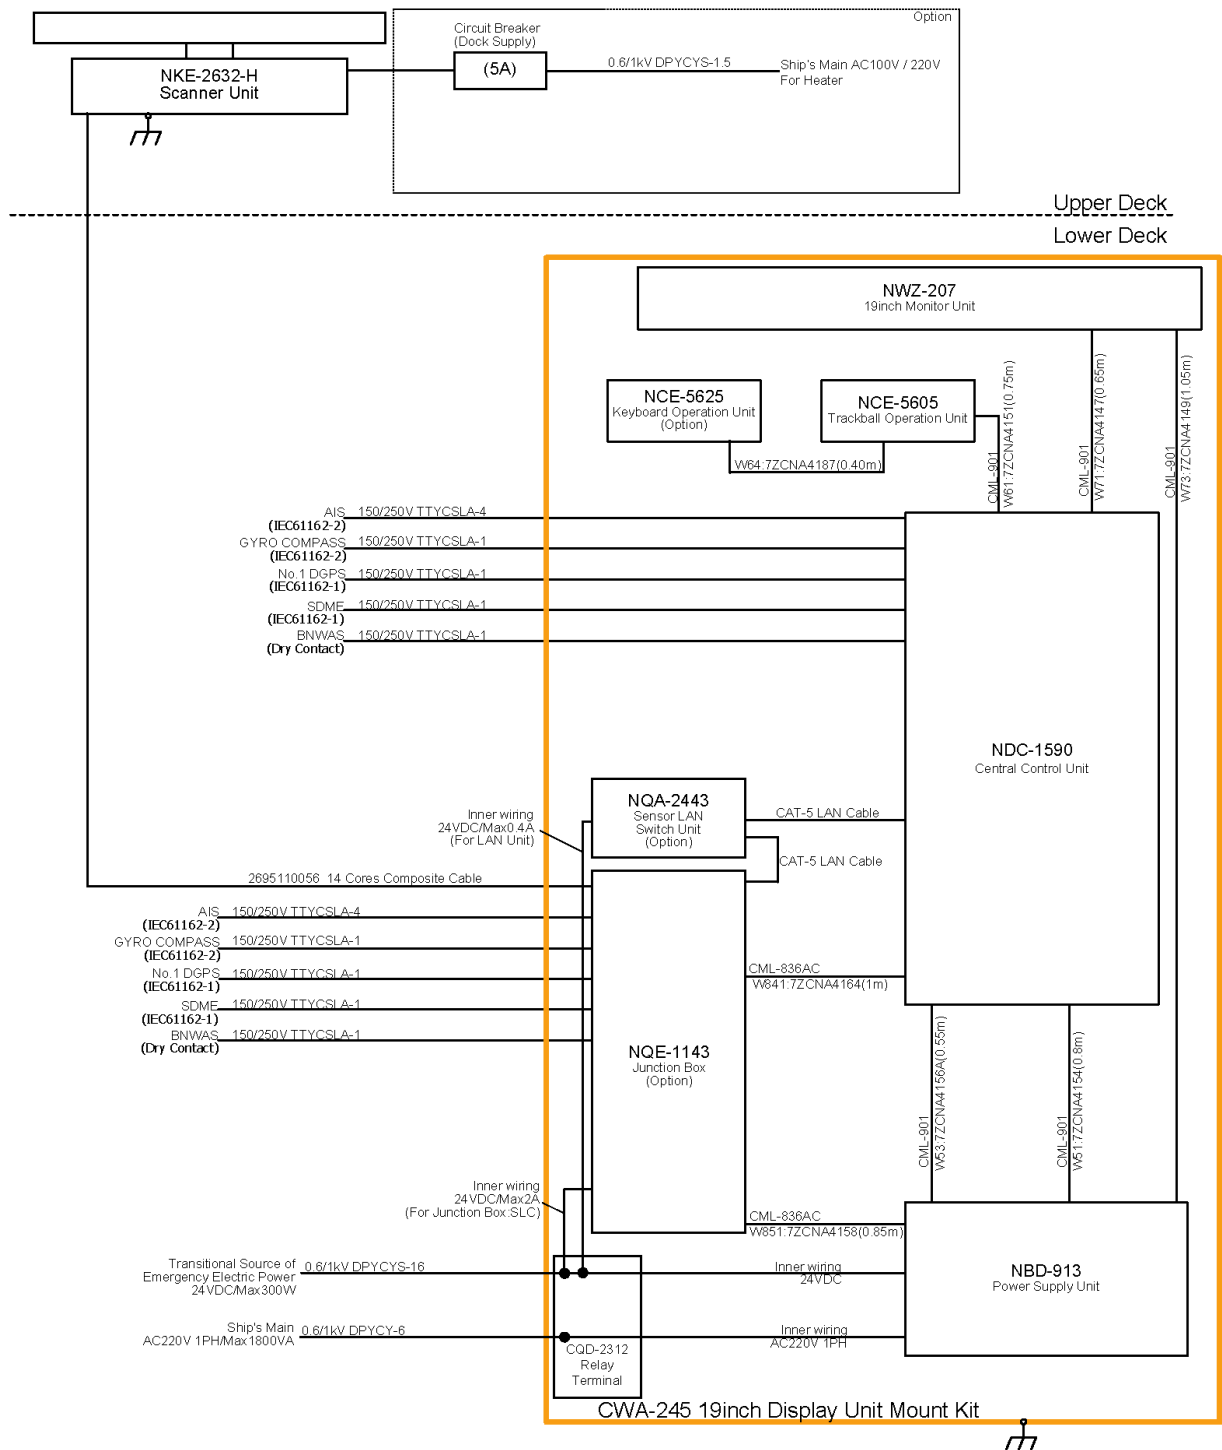 Option
Circuit Breaker
(Dock Supply)
(5A)
0.6/1kV DPYCYS-1.5
Ship's Main AC100V / 220V
For Heater
NKE-2632-H
Scanner Unit
Upper Deck
Lower Deck
NWZ-207
19inch Monitor Unit
NCE-5625
Keyboard Operation Unit
(Option)
NCE-5605
Trackball Operation Unit
W64:7ZCNA4187(0.40m)
CML-901
W61:7ZCNA4151(0.75m)
CML-901
W71:7ZCNA4147(0.65m)
CML-901
W73:7ZCNA4149(1.05m)
AIS 150/250V TTYCSLA-4
(IEC61162-2)
GYRO COMPASS 150/250V TTYCSLA-1
(IEC61162-2)
No.1 DGPS 150/250V TTYCSLA-1
(IEC61162-1)
SDME 150/250V TTYCSLA-1
(IEC61162-1)
BNWAS 150/250V TTYCSLA-1
(Dry Contact)
NDC-1590
Central Control Unit
NQA-2443
Sensor LAN
Switch Unit
(Option)
CAT-5 LAN Cable
CAT-5 LAN Cable
Inner wiring
24VDC/Max0.4A
(For LAN Unit)
2695110056 14 Cores Composite Cable
AIS 150/250V TTYCSLA-4
(IEC61162-2)
GYRO COMPASS 150/250V TTYCSLA-1
(IEC61162-2)
No.1 DGPS 150/250V TTYCSLA-1
(IEC61162-1)
SDME 150/250V TTYCSLA-1
(IEC61162-1)
BNWAS 150/250V TTYCSLA-1
(Dry Contact)
NQE-1143
Junction Box
(Option)
CML-836AC
W841:7ZCNA4164(1m)
CML-901
W53:7ZCNA4156A(0.55m)
CML-901
W51:7ZCNA4154(0.8m)
Inner wiring
24VDC/Max2A
(For Junction Box:SLC)
CML-836AC
W851:7ZCNA4158(0.85m)
Transitional Source of
Emergency Electric Power
24VDC/Max300W
0.6/1kV DPYCYS-16
Inner wiring
24VDC
NBD-913
Power Supply Unit
Ship's Main
AC220V 1PH/Max1800VA
0.6/1kV DPYCY-6
Inner wiring
AC220V 1PH
CQD-2312
Relay
Terminal
CWA-245 19inch Display Unit Mount Kit